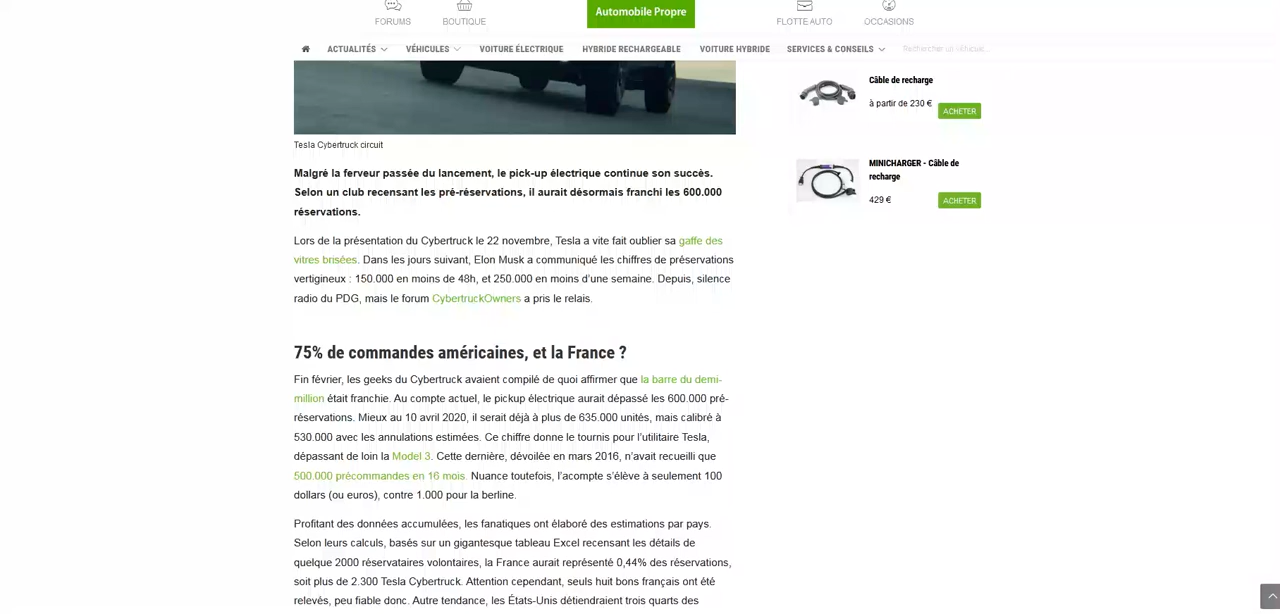 FORUMS
BOUTIQUE
Automobile Propre
FLOTTE AUTO
OCCASIONS
ACTUALITÉS
VÉHICULES
VOITURE ÉLECTRIQUE
HYBRIDE RECHARGEABLE
VOITURE HYBRIDE
SERVICES & CONSEILS
Rechercher un
Câble de recharge
à partir de 230 €
ACHETER
MINICHARGER - Câble de
recharge
429 €
ACHETER
Tesla Cybertruck circuit
Malgré la ferveur passée du lancement, le pick-up électrique continue son succès.
Selon un club recensant les pré-réservations, il aurait désormais franchi les 600.000
réservations.
Lors de la présentation du Cybertruck le 22 novembre, Tesla a vite fait oublier sa gaffe des
vitres brisées. Dans les jours suivant, Elon Musk a communiqué les chiffres de préservations
vertigineux : 150.000 en moins de 48h, et 250.000 en moins d’une semaine. Depuis, silence
radio du PDG, mais le forum CybertruckOwners a pris le relais.
75% de commandes américaines, et la France ?
Fin février, les geeks du Cybertruck avaient compilé de quoi affirmer que la barre du demi-
million était franchie. Au compte actuel, le pickup électrique aurait dépassé les 600.000 pré-
réservations. Mieux au 10 avril 2020, il serait déjà à plus de 635.000 unités, mais calibré à
530.000 avec les annulations estimées. Ce chiffre donne le tournis pour l’utilitaire Tesla,
dépassant de loin la Model 3. Cette dernière, dévoilée en mars 2016, n’avait recueilli que
500.000 précommandes en 16 mois. Nuance toutefois, l’acompte s’élève à seulement 100
dollars (ou euros), contre 1.000 pour la berline.
Profitant des données accumulées, les fanatiques ont élaboré des estimations par pays.
Selon leurs calculs, basés sur un gigantesque tableau Excel recensant les détails de
quelque 2000 réservataires volontaires, la France aurait représenté 0,44% des réservations,
soit plus de 2.300 Tesla Cybertruck. Attention cependant, seuls huit bons français ont été
relevés, peu fiable donc. Autre tendance, les États-Unis détiendraient trois quarts des